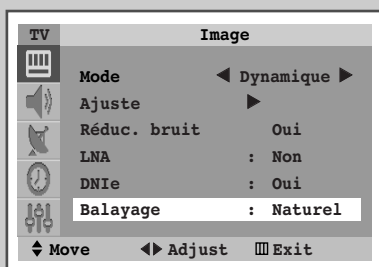 TV Image
Mode ◀ Dynamique ▶
Ajuste ▶
Réduc. bruit Oui
LNA : Non
DNIe : Oui
Balayage : Naturel
Move Adjust Exit